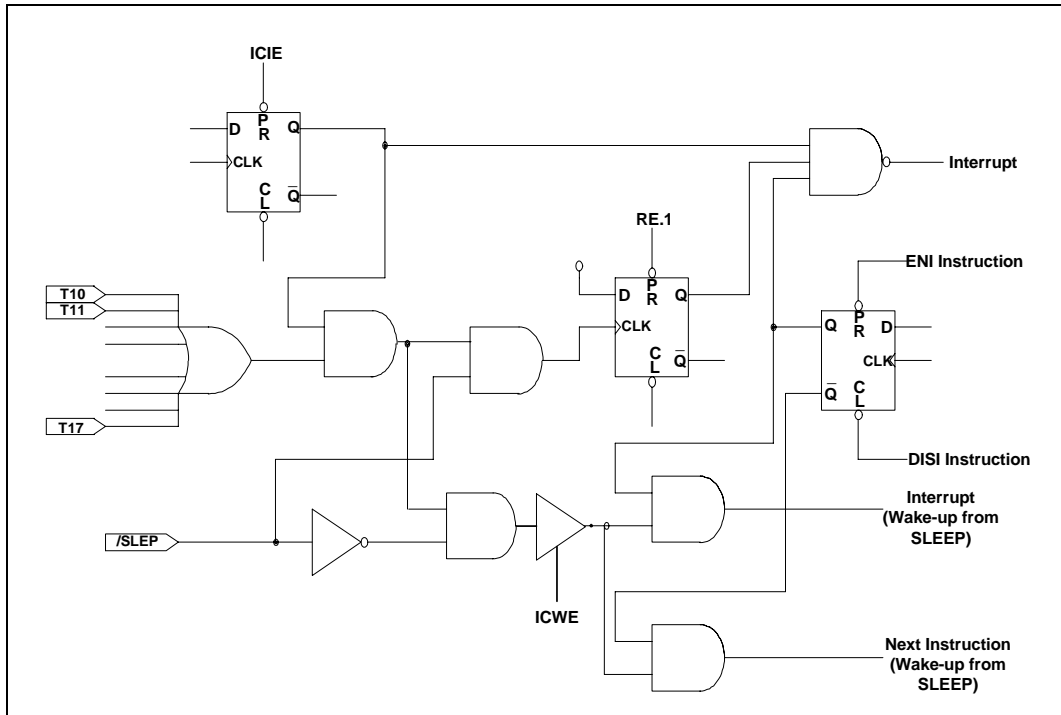 ICIE
P
R
D
Q
CLK
C
L
Q
Interrupt
RE.1
P
R
D
Q
CLK
C
L
Q
ENI Instruction
P
R
Q
D
CLK
Q
C
L
DISI Instruction
T10
T11
T17
/SLEP
ICWE
Interrupt
(Wake-up from
SLEEP)
Next Instruction
(Wake-up from
SLEEP)